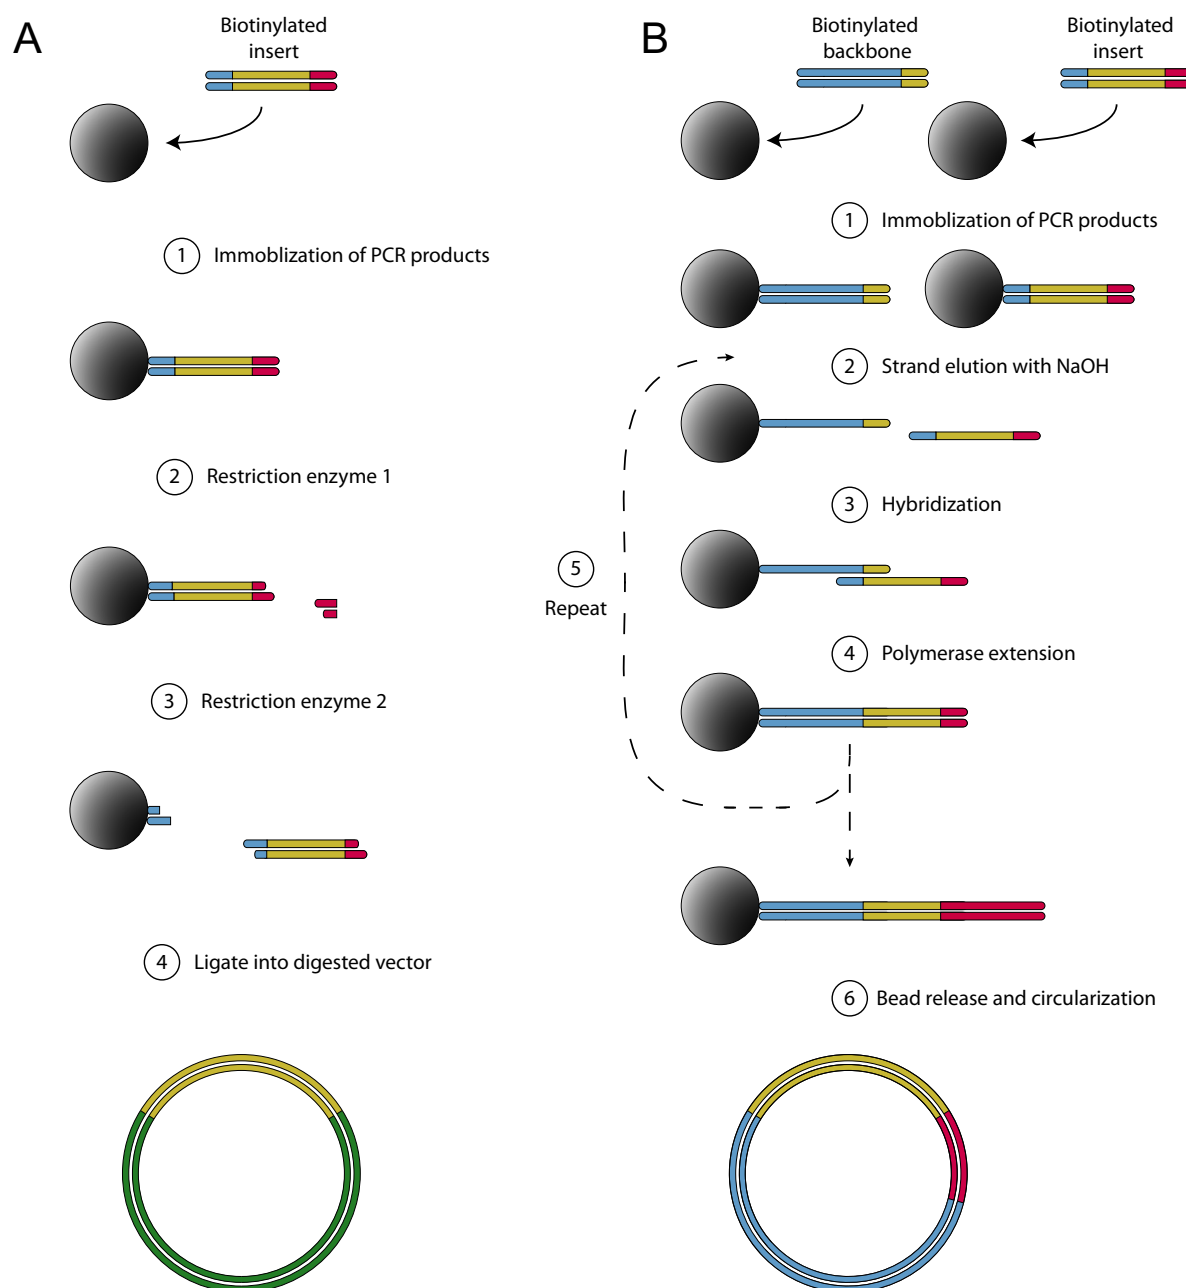 A
Biotinylated
insert
1 Immoblization of PCR products
2 Restriction enzyme 1
3 Restriction enzyme 2
4 Ligate into digested vector
B
Biotinylated
backbone
Biotinylated
insert
1 Immoblization of PCR products
2 Strand elution with NaOH
3 Hybridization
4 Polymerase extension
5
Repeat
6 Bead release and circularization